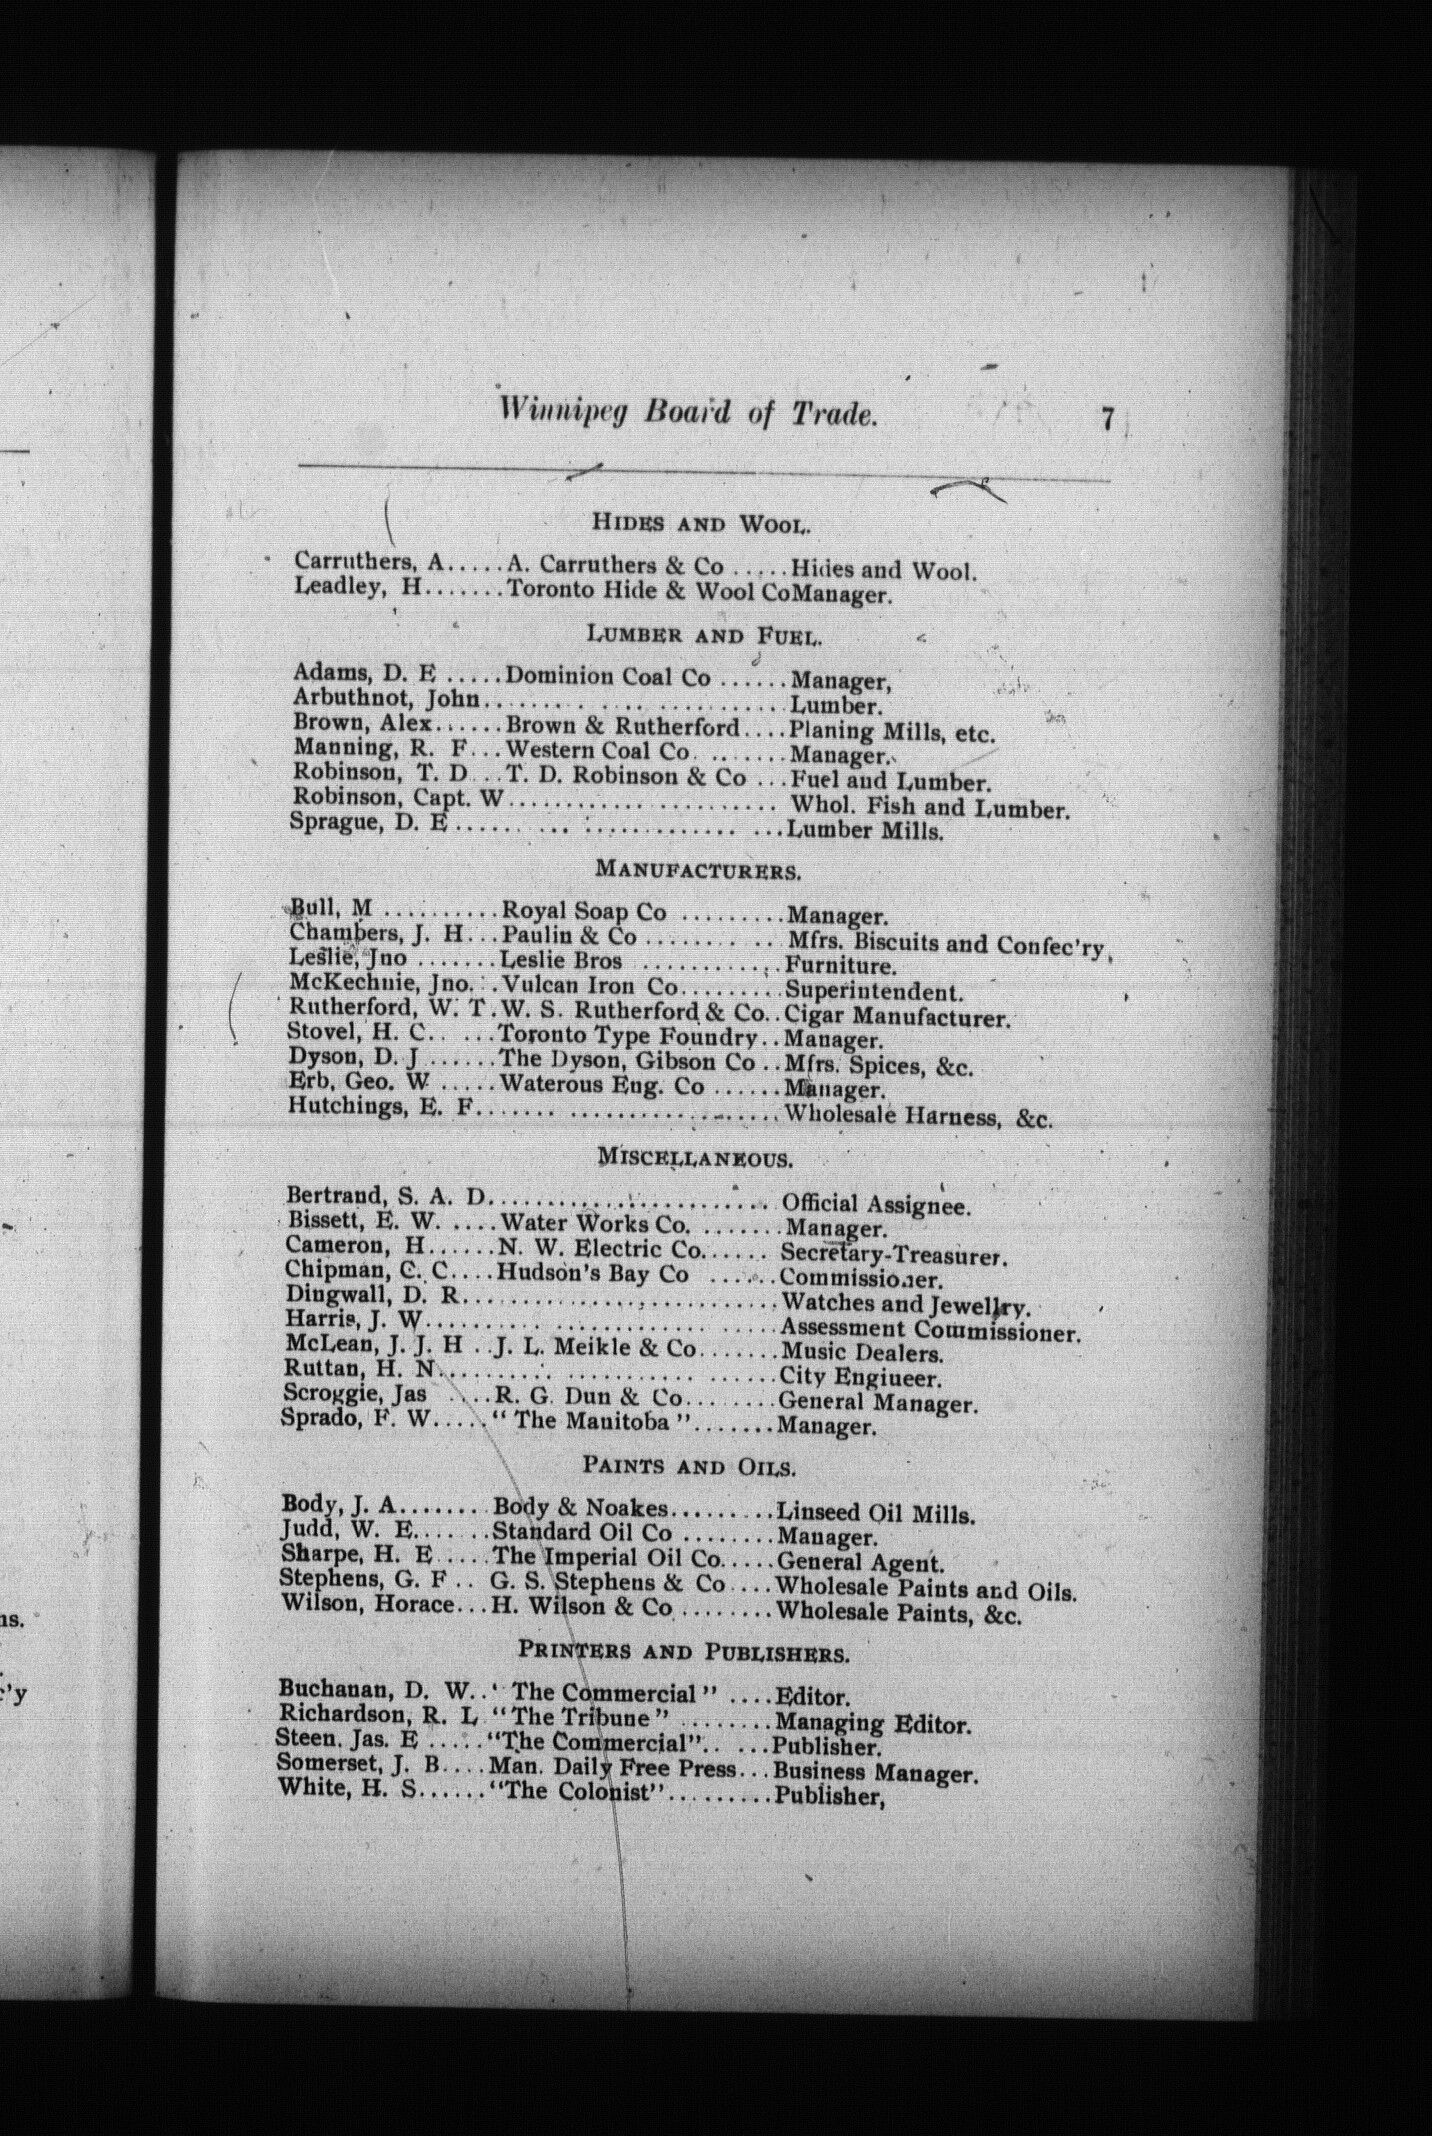 Winnipeg Board of Trade. 7
HIDES AND WOOL.
Carruthers, A.....A. Carruthers & Co .....Hides and Wool.
Leadley, H.......Toronto Hide & Wool CoManager.
LUMBER AND FUEL.
Adams, D. E .....Dominion Coal Co ......Manager,
Arbuthnot, John.......... Lumber.
Brown, Alex......Brown & Rutherford....Planing Mills, etc.
Manning, R. F...Western Coal Co. .......Manager.
Robinson, T. D...T. D. Robinson & Co ...Fuel and Lumber.
Robinson, Capt. W.......... Whol. Fish and Lumber.
Sprague, D. E..........Lumber Mills.
MANUFACTURERS.
Bull, M ..........Royal Soap Co .........Manager.
Chambers, J. H...Paulin & Co ........... Mfrs. Biscuits and Confec'ry.
Leslie, Jno .......Leslie Bros ............Furniture.
McKechnie, Jno...Vulcan Iron Co.........Superintendent.
Rutherford, W. T.W. S. Rutherford & Co..Cigar Manufacturer.
Stovel, H. C.. ...Toronto Type Foundry..Manager.
Dyson, D. J ......The Dyson, Gibson Co ..Mfrs. Spices, &c.
Erb, Geo. W .....Waterous Eng. Co ......Manager.
Hutchings, E. F..........Wholesale Harness, &c.
MISCELLANEOUS.
Bertrand, S. A. D.......... Official Assignee.
Bissett, E. W. ....Water Works Co. .......Manager.
Cameron, H......N. W. Electric Co...... Secretary-Treasurer.
Chipman, C. C....Hudson's Bay Co ......Commissioner.
Dingwall, D. R..........Watches and Jewellry.
Harris, J. W..........Assessment Commissioner.
McLean, J. J. H ..J. L. Meikle & Co.......Music Dealers.
Ruttan, H. N..........City Engineer.
Scroggie, Jas ....R. G. Dun & Co........General Manager.
Sprado, F. W....." The Manitoba ".......Manager.
PAINTS AND OILS.
Body, J. A........Body & Noakes.........Linseed Oil Mills.
Judd, W. E.......Standard Oil Co ........Manager.
Sharpe, H. E ....The Imperial Oil Co.....General Agent.
Stephens, G. F .. G. S. Stephens & Co....Wholesale Paints and Oils.
Wilson, Horace...H. Wilson & Co.........Wholesale Paints, &c.
PRINTERS AND PUBLISHERS.
Buchanan, D. W..' The Commercial " ....Editor.
Richardson, R. L "The Tribune" ........Managing Editor.
Steen. Jas. E ....."The Commercial".. ...Publisher.
Somerset, J. B....Man. Daily Free Press...Business Manager.
White, H. S......"The Colonist".........Publisher,
ns.
c'y